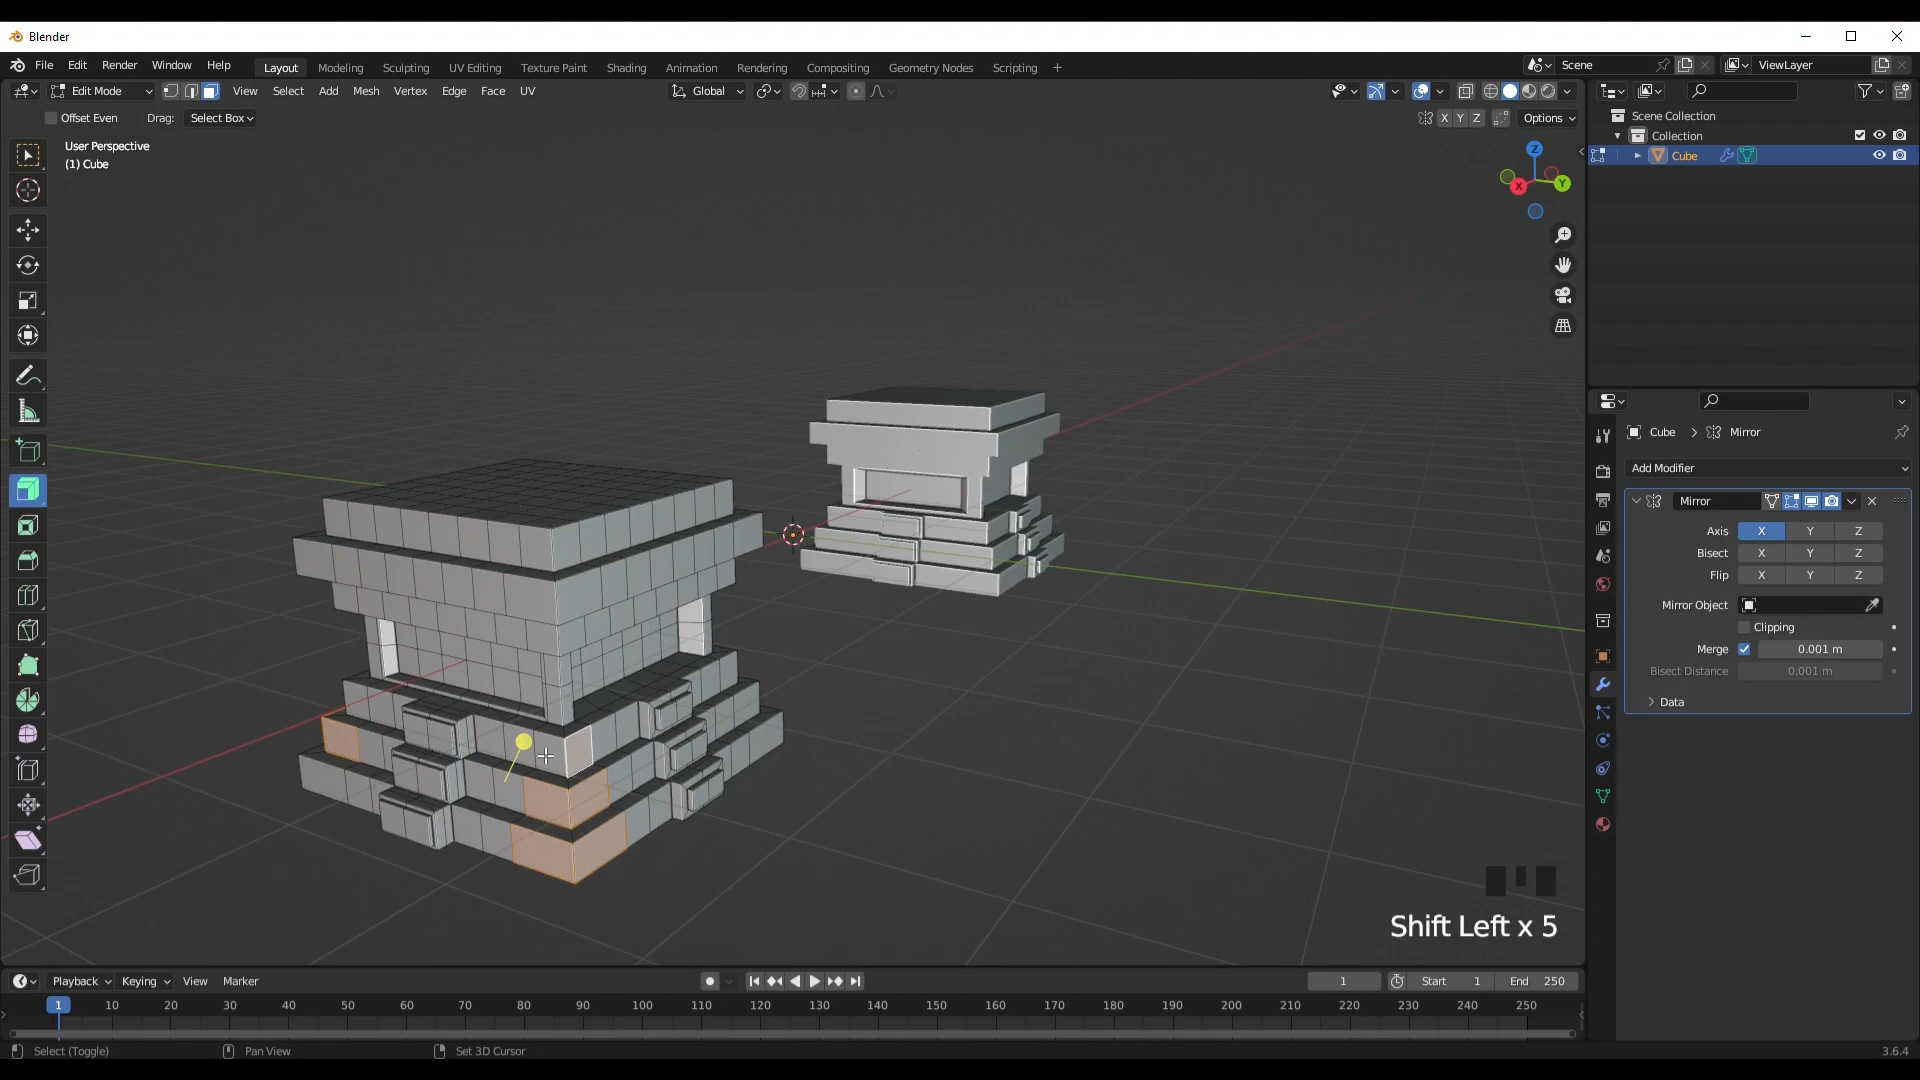 Blender
File Edit Render Window Help Layout Modeling Sculpting UV Editing Texture Paint Shading Animation Rendering Compositing Geometry Nodes Scripting + Scene ViewLayer
Edit Mode View Select Add Mesh Vertex Edge Face UV Global
Offset Even Drag: Select Box X Y Z Options
User Perspective
(1) Cube
Z
X
Y
Scene Collection
Collection
Cube
Cube > Mirror
Add Modifier
Mirror
Axis X Y Z
Bisect X Y Z
Flip X Y Z
Mirror Object
Clipping
Merge 0.001 m
Bisect Distance 0.001 m
Data
Shift Left x 5
Playback Keying View Marker 1 Start 1 End 250
1 10 20 30 40 50 60 70 80 90 100 110 120 130 140 150 160 170 180 190 200 210 220 230 240 250
Select (Toggle) Pan View Set 3D Cursor 3.6.4